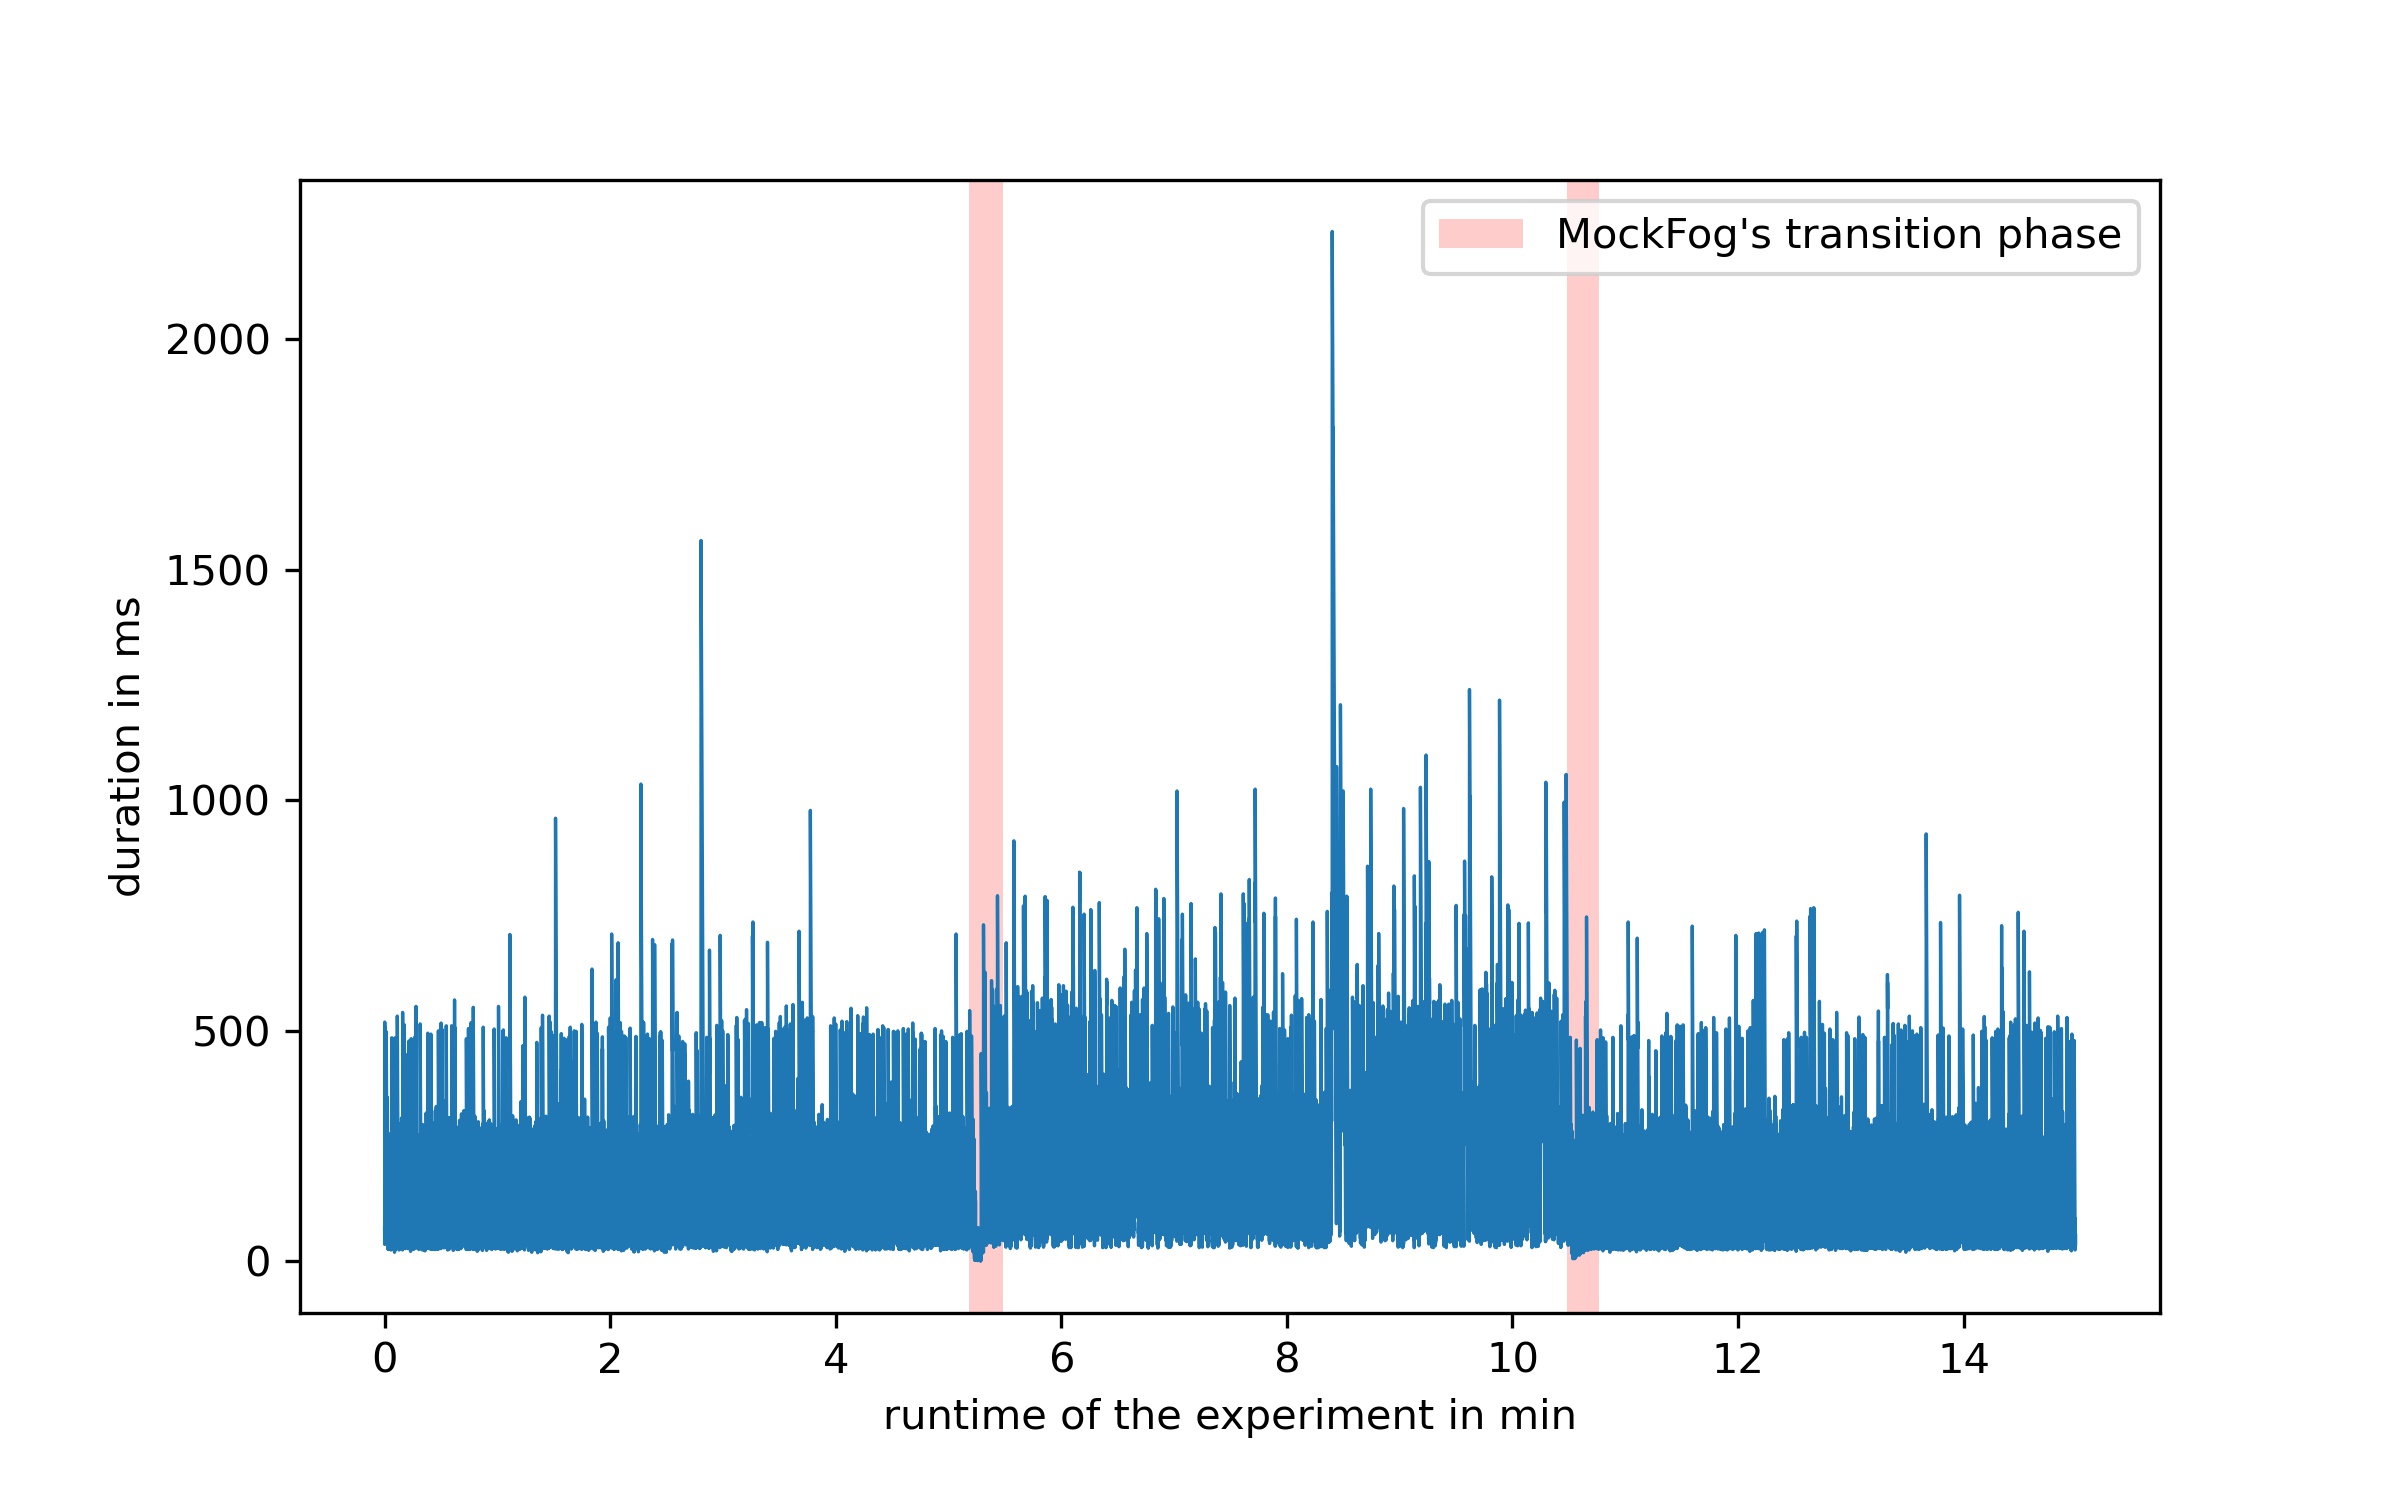 MockFog's transition phase
duration in ms
2000
1500
1000
500
0
0 2 4 6 8 10 12 14
runtime of the experiment in min